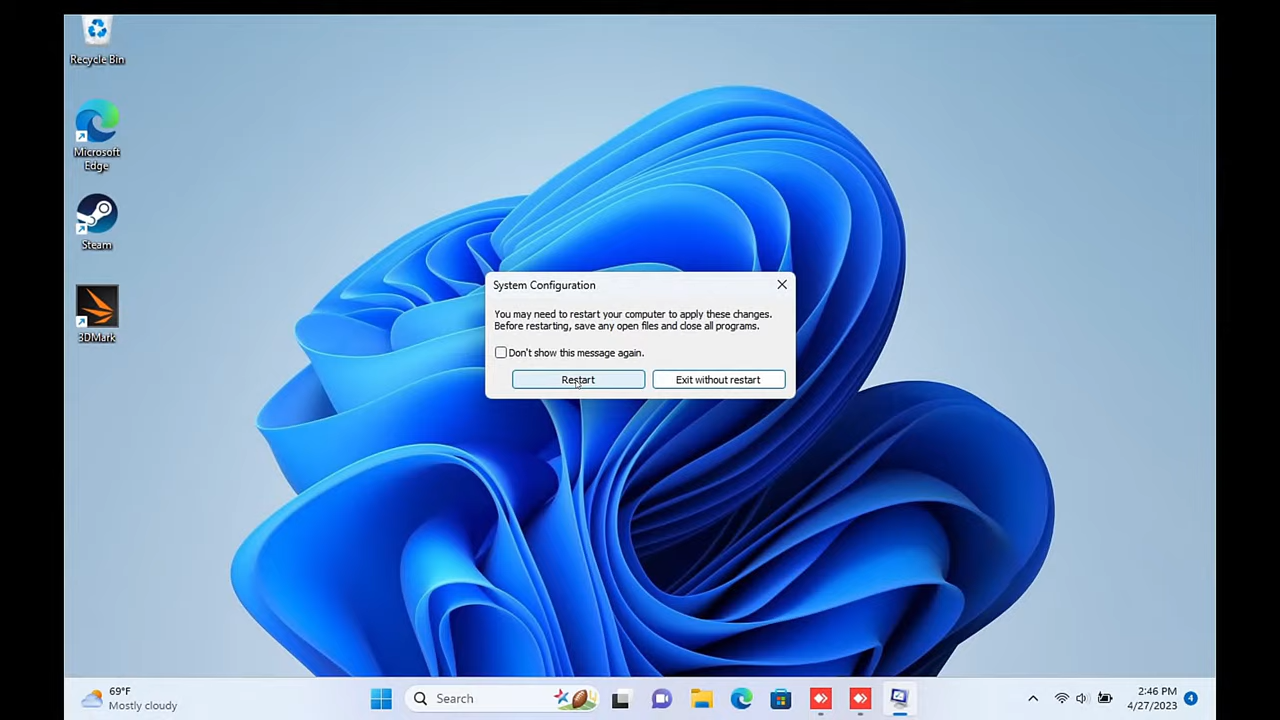 Recycle Bin
Microsoft
Edge
Steam
3DMark
System Configuration
You may need to restart your computer to apply these changes.
Before restarting, save any open files and close all programs.
Don't show this message again.
Restart
Exit without restart
69°F
Mostly cloudy
Search
2:46 PM
4/27/2023
4